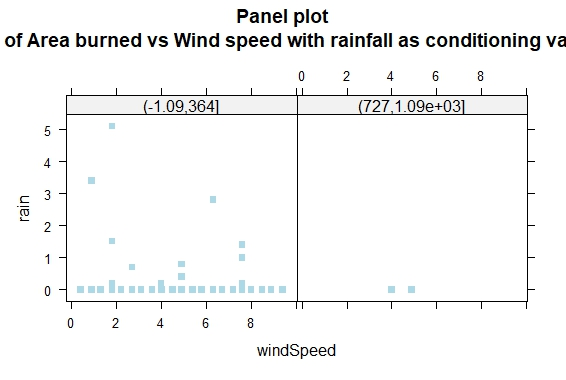 Panel plot
of Area burned vs Wind speed with rainfall as conditioning va
0 2 4 6 8
(-1.09,364] (727,1.09e+03]
5
4
3
2
1
0
rain
0 2 4 6 8
windSpeed